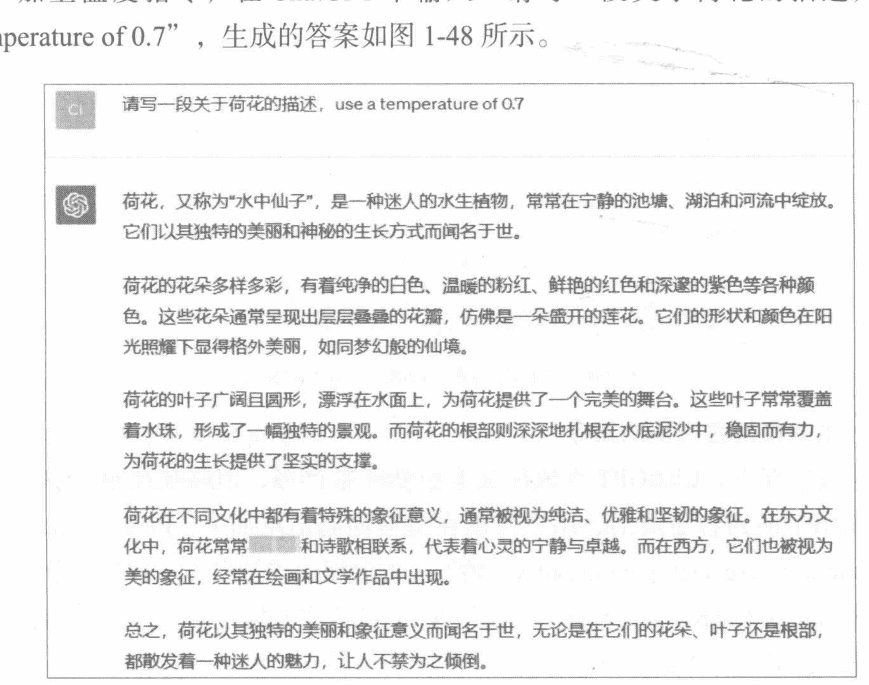 mperature of 0.7”，生成的答案如图 1-48 所示。
CI
请写一段关于荷花的描述，use a temperature of 0.7
荷花，又称为“水中仙子”，是一种迷人的水生植物，常常在宁静的池塘、湖泊和河流中绽放。
它们以其独特的美丽和神秘的生长方式而闻名于世。
荷花的花朵多样多彩，有着纯净的白色、温暖的粉红、鲜艳的红色和深邃的紫色等各种颜
色。这些花朵通常呈现出层层叠叠的花瓣，仿佛是一朵盛开的莲花。它们的形状和颜色在阳
光照耀下显得格外美丽，如同梦幻般的仙境。
荷花的叶子广阔且圆形，漂浮在水面上，为荷花提供了一个完美的舞台。这些叶子常常覆盖
着水珠，形成了一幅独特的景观。而荷花的根部则深深地扎根在水底泥沙中，稳固而有力，
为荷花的生长提供了坚实的支撑。
荷花在不同文化中都有着特殊的象征意义，通常被视为纯洁、优雅和坚韧的象征。在东方文
化中，荷花常常和诗歌相联系，代表着心灵的宁静与卓越。而在西方，它们也被视为
美的象征，经常在绘画和文学作品中出现。
总之，荷花以其独特的美丽和象征意义而闻名于世，无论是在它们的花朵、叶子还是根部，
都散发着一种迷人的魅力，让人不禁为之倾倒。